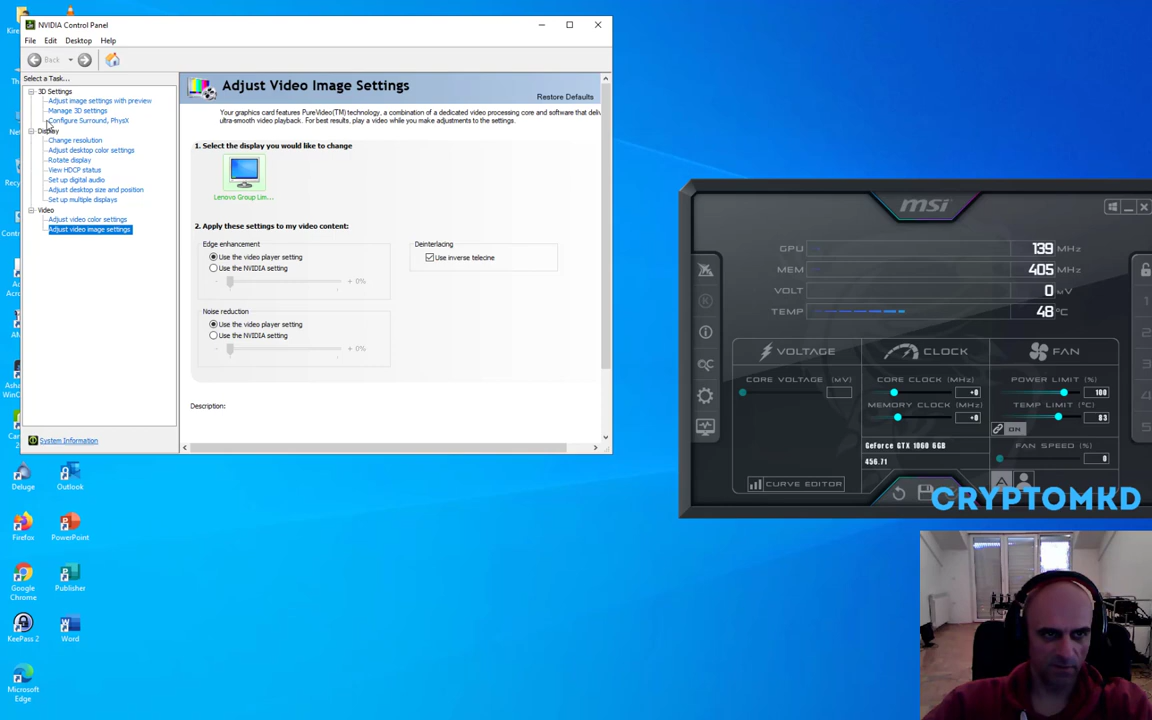 NVIDIA Control Panel
File Edit Desktop Help
Back
Select a Task...
3D Settings
Adjust image settings with preview
Manage 3D settings
Configure Surround, PhysX
Display
Change resolution
Adjust desktop color settings
Rotate display
View HDCP status
Set up digital audio
Adjust desktop size and position
Set up multiple displays
Video
Adjust video color settings
Adjust video image settings
System Information
Adjust Video Image Settings
Restore Defaults
Your graphics card features PureVideo(TM) technology, a combination of a dedicated video processing core and software that deliv
ultra-smooth video playback. For best results, play a video while you make adjustments to the settings.
1. Select the display you would like to change
Lenovo Group Lim...
2. Apply these settings to my video content:
Edge enhancement
Use the video player setting
Use the NVIDIA setting
- + 0%
Deinterlacing
Use inverse telecine
Noise reduction
Use the video player setting
Use the NVIDIA setting
- + 0%
Description:
msi
GPU 139 MHz
MEM 405 MHz
VOLT 0 mV
TEMP 48 °C
VOLTAGE
CORE VOLTAGE (MV)
CURVE EDITOR
CLOCK
CORE CLOCK (MHz) +0
MEMORY CLOCK (MHz) +0
GeForce GTX 1060 6GB
456.71
FAN
POWER LIMIT (%) 100
TEMP LIMIT (°C) 83
ON
FAN SPEED (%) 0
A
CRYPTOMKD
Deluge
Outlook
Firefox
PowerPoint
Google
Chrome
Publisher
KeePass 2
Word
Microsoft
Edge